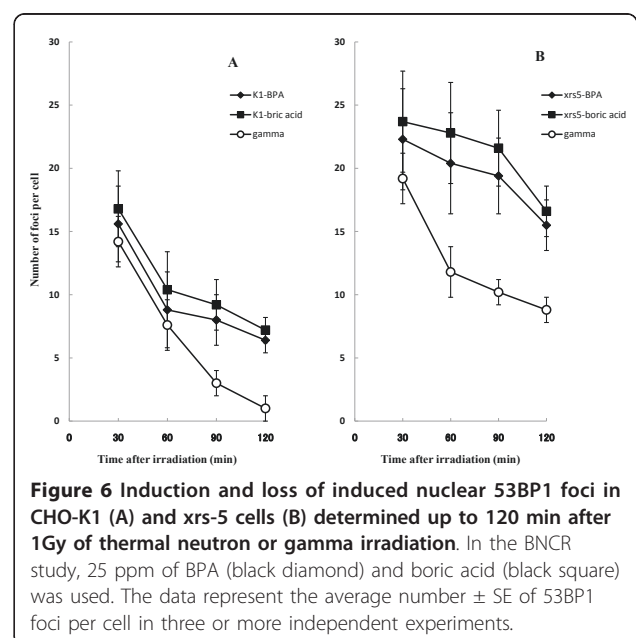 A
K1-BPA
K1-bric acid
gamma
30
25
20
15
10
5
0
Number of foci per cell
0 30 60 90 120
Time after irradiation (min)
B
xrs5-BPA
xrs5-boric acid
gamma
30
25
20
15
10
5
0
0 30 60 90 120
Time after irradiation (min)
Figure 6 Induction and loss of induced nuclear 53BP1 foci in
CHO-K1 (A) and xrs-5 cells (B) determined up to 120 min after
1Gy of thermal neutron or gamma irradiation. In the BNCR
study, 25 ppm of BPA (black diamond) and boric acid (black square)
was used. The data represent the average number ± SE of 53BP1
foci per cell in three or more independent experiments.